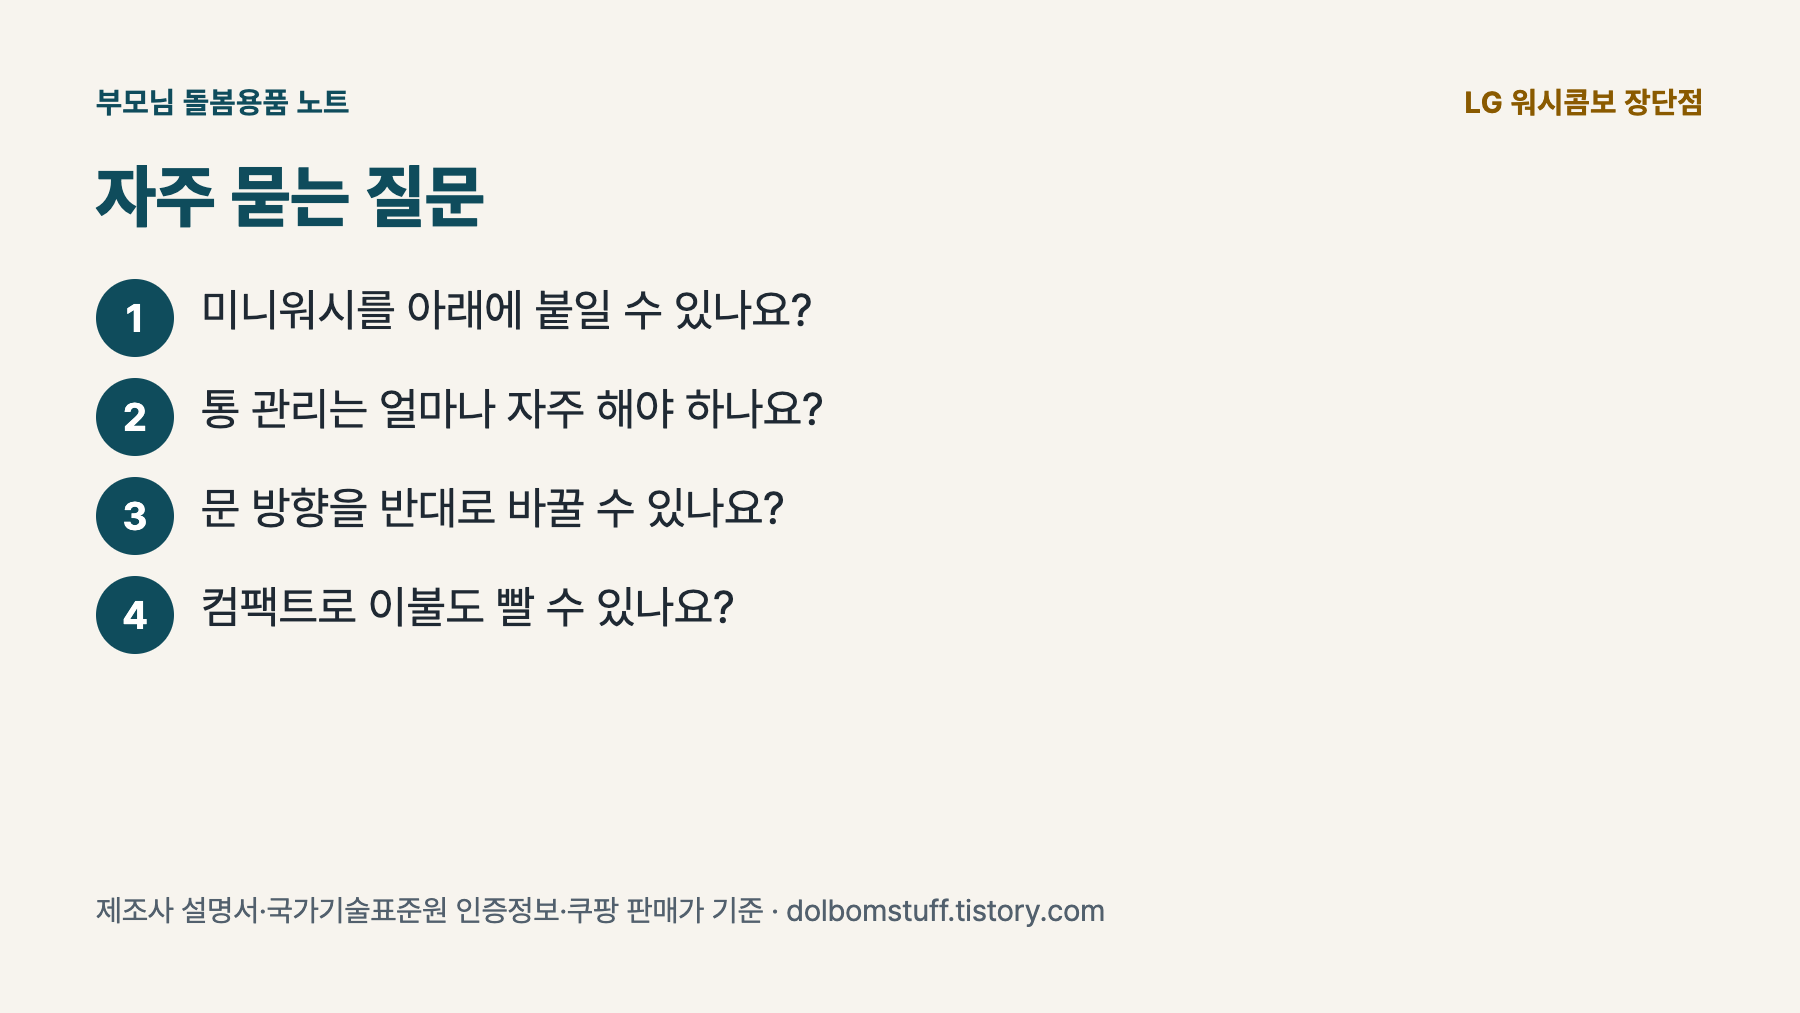 부모님 돌봄용품 노트
LG 워시콤보 장단점
자주 묻는 질문
1 미니워시를 아래에 붙일 수 있나요?
2 통 관리는 얼마나 자주 해야 하나요?
3 문 방향을 반대로 바꿀 수 있나요?
4 컴팩트로 이불도 빨 수 있나요?
제조사 설명서·국가기술표준원 인증정보·쿠팡 판매가 기준 · dolbomstuff.tistory.com